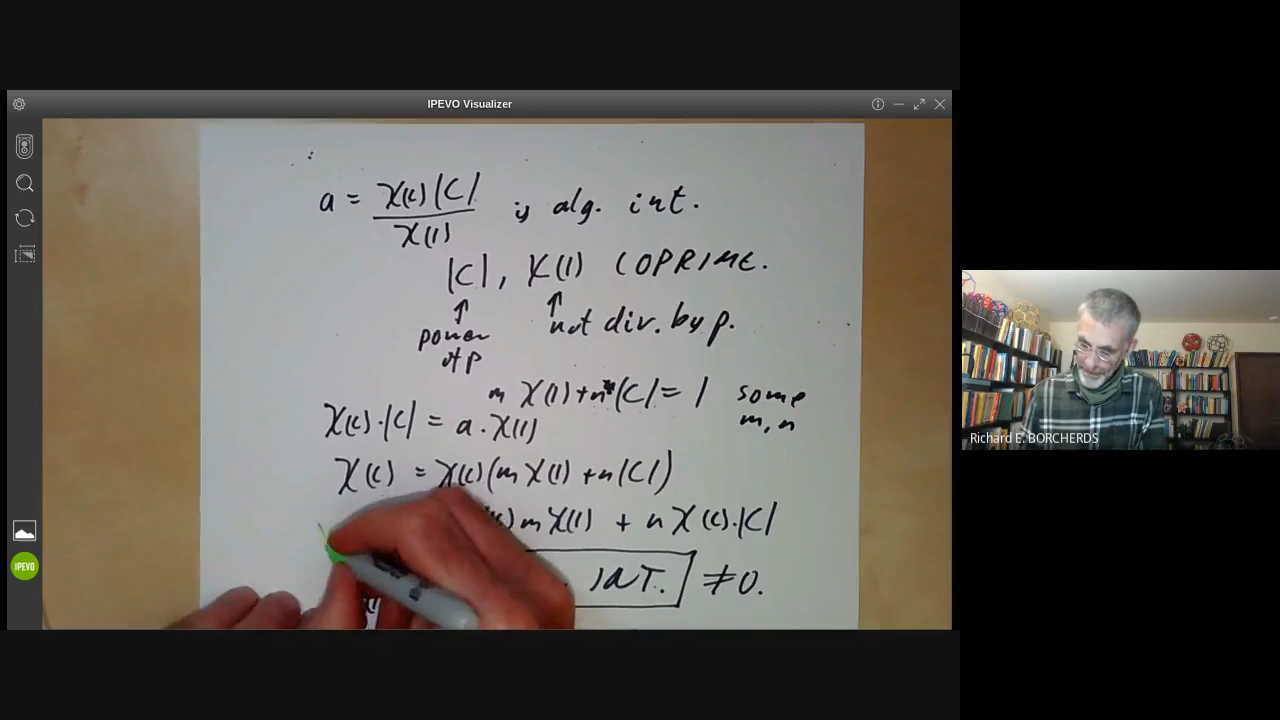 IPEVO Visualizer
a = χ(c)|C| / χ(1) is alg. int.
|C|, χ(1) COPRIME.
↑ power of p
↑ not div. by p.
m χ(1) + n |C| = 1 some m, n
χ(c)·|C| = a·χ(1)
χ(c) = χ(c)(m χ(1) + n|C|)
m χ(1) + n χ(c)·|C|
INT. ≠ 0.
IPEVO
Richard E. BORCHERDS